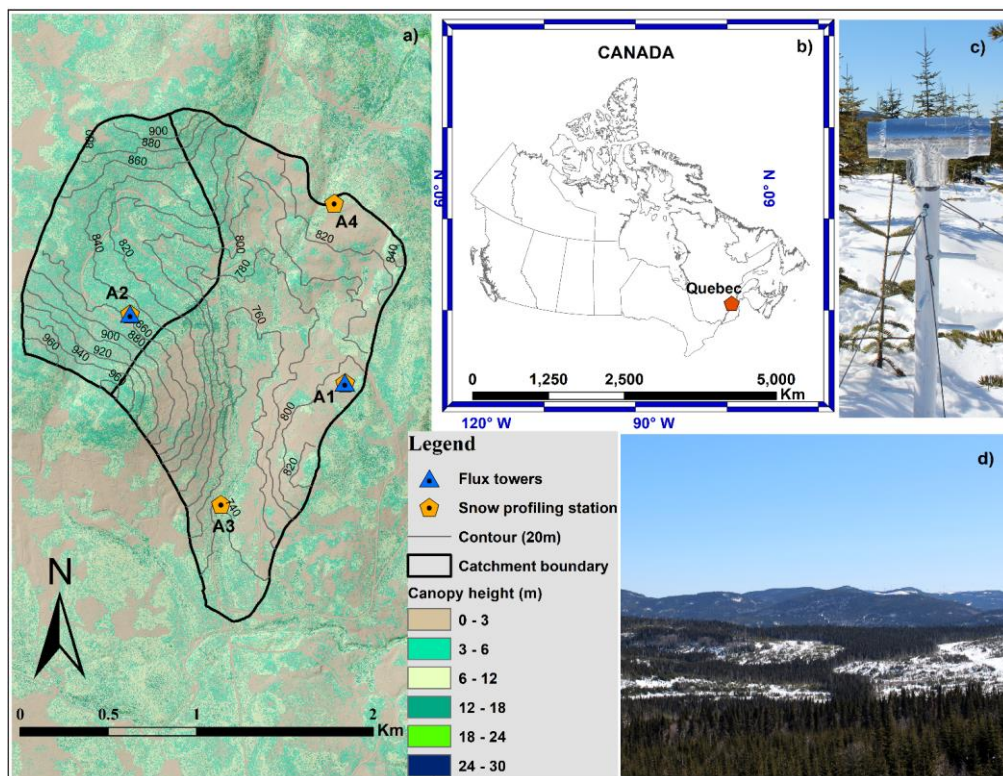 a)
900
880
860
880
840
820
A2
860
900
880
960
940
920
960
800
780
760
A4
820
840
A1
800
820
740
A3
N
0 0.5 1 2
Km
b)
CANADA
60° N
60° N
Quebec
0 1,250 2,500 5,000
Km
120° W 90° W
c)
Legend
Flux towers
Snow profiling station
Contour (20m)
Catchment boundary
Canopy height (m)
0 - 3
3 - 6
6 - 12
12 - 18
18 - 24
24 - 30
d)